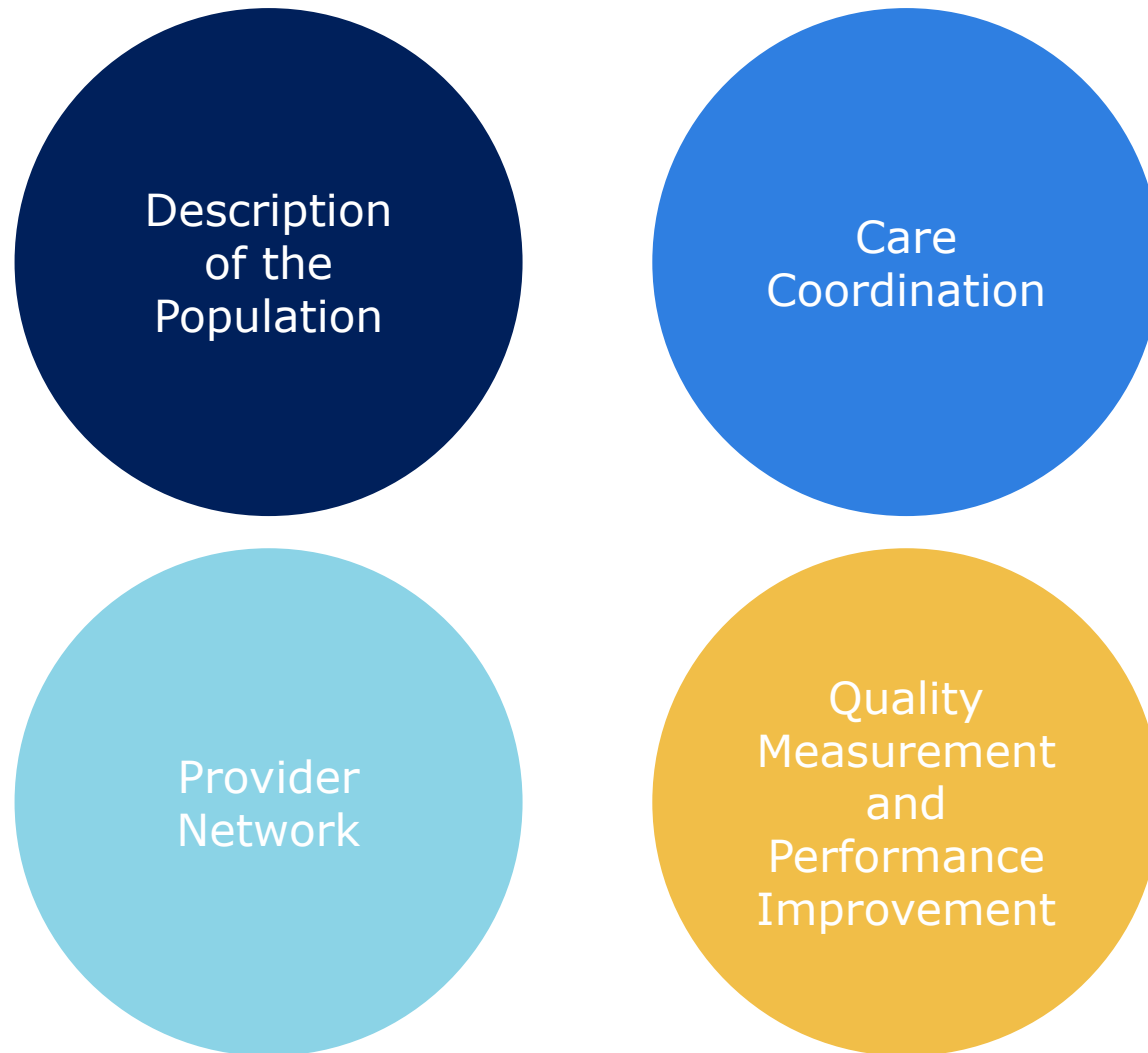 Description
of the
Population
Care
Coordination
Provider
Network
Quality
Measurement
and
Performance
Improvement